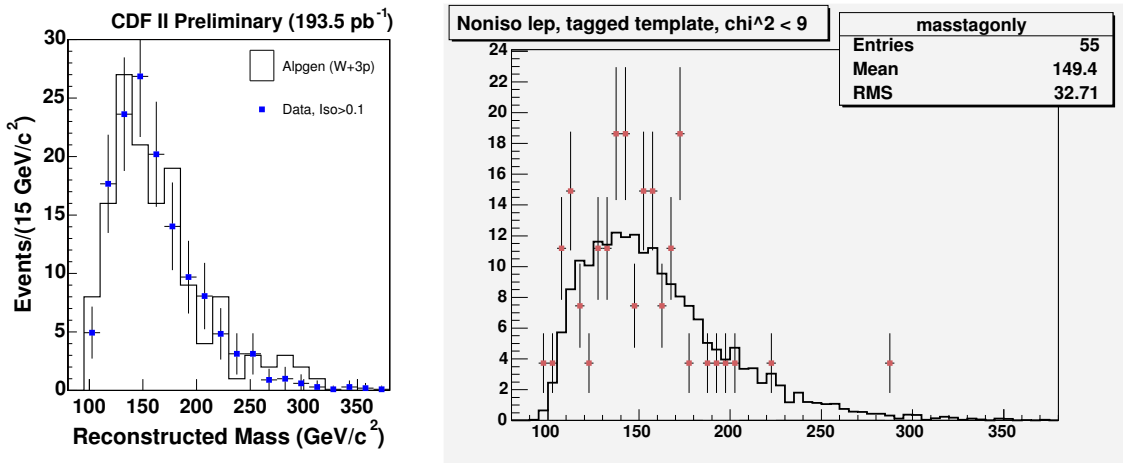 CDF II Preliminary (193.5 pb-1)
Events/(15 GeV/c2)
30
25
20
15
10
5
0
Alpgen (W+3p)
Data, Iso>0.1
100 150 200 250 300 350
Reconstructed Mass (GeV/c2)
Noniso lep, tagged template, chi^2 < 9
masstagonly
Entries 55
Mean 149.4
RMS 32.71
24
22
20
18
16
14
12
10
8
6
4
2
0
100 150 200 250 300 350